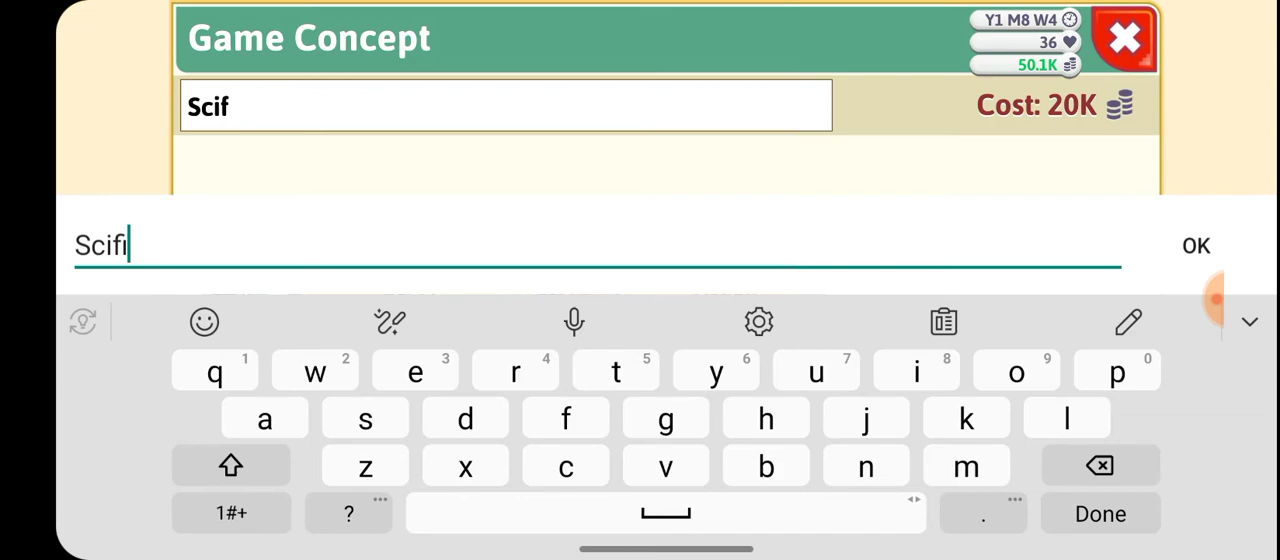 Game Concept
Y1 M8 W4
36
50.1K
Scif
Cost: 20K
Scifi
OK
q 1 w 2 e 3 r 4 t 5 y 6 u 7 i 8 o 9 p 0
a s d f g h j k l
z x c v b n m
1#+ ? . Done